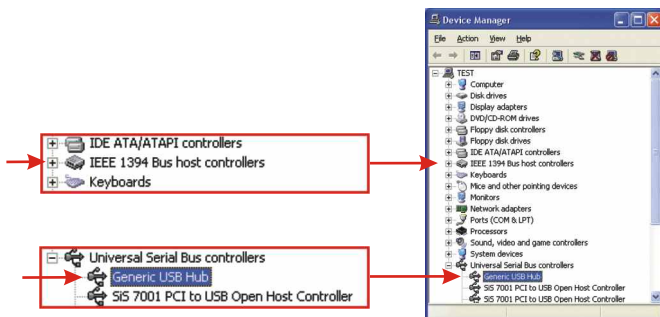 IDE ATA/ATAPI controllers
IEEE 1394 Bus host controllers
Keyboards
Universal Serial Bus controllers
Generic USB Hub
SiS 7001 PCI to USB Open Host Controller
Device Manager
File Action View Help
TEST
Computer
Disk drives
Display adapters
DVD/CD-ROM drives
Floppy disk controllers
Floppy disk drives
IDE ATA/ATAPI controllers
IEEE 1394 Bus host controllers
Keyboards
Mice and other pointing devices
Monitors
Network adapters
Ports (COM & LPT)
Processors
Sound, video and game controllers
System devices
Universal Serial Bus controllers
Generic USB Hub
SiS 7001 PCI to USB Open Host Controller
SiS 7001 PCI to USB Open Host Controller